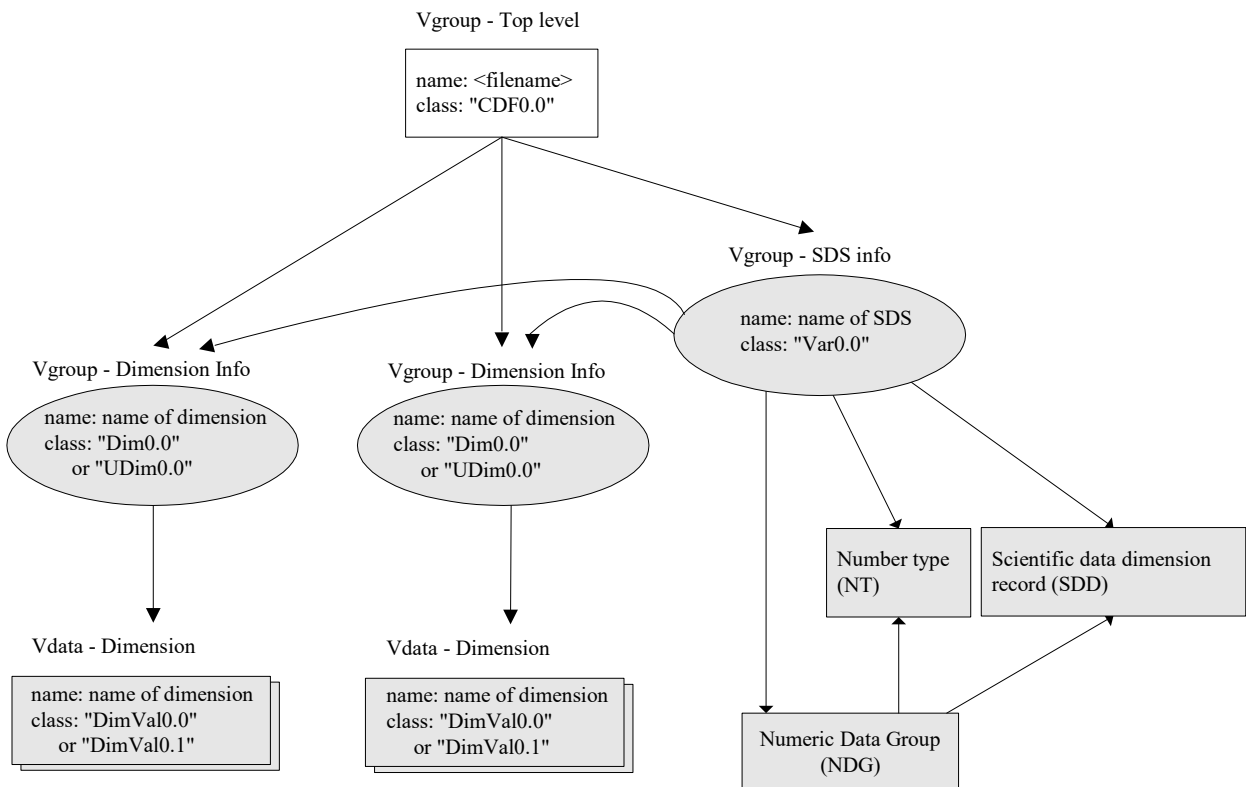 Vgroup - Top level
name: <filename>
class: "CDF0.0"
Vgroup - SDS info
name: name of SDS
class: "Var0.0"
Vgroup - Dimension Info
name: name of dimension
class: "Dim0.0"
or "UDim0.0"
Vgroup - Dimension Info
name: name of dimension
class: "Dim0.0"
or "UDim0.0"
Number type
(NT)
Scientific data dimension
record (SDD)
Vdata - Dimension
name: name of dimension
class: "DimVal0.0"
or "DimVal0.1"
Vdata - Dimension
name: name of dimension
class: "DimVal0.0"
or "DimVal0.1"
Numeric Data Group
(NDG)